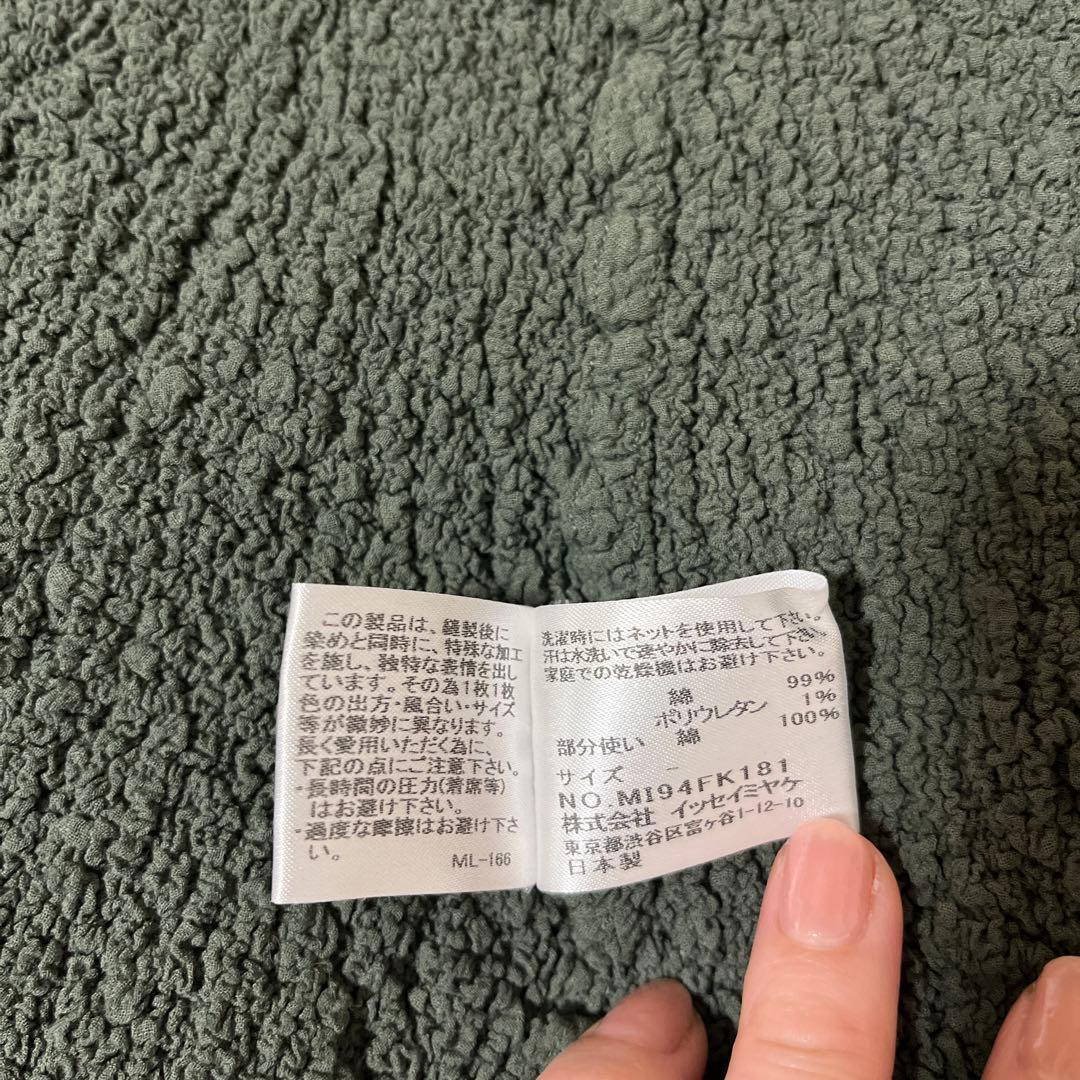 この製品は、縫製後に
染めと同時に、特殊な加工
を施し、独特な表情を出し
ています。その為1枚1枚
色の出方・風合い・サイズ
等が微妙に異なります。
長く愛用いただく為に、
下記の点にご注意下さい。
・長時間の圧力(着席等)
はお避け下さい。
・過度な摩擦はお避け下さ
い。
ML-166
洗濯時にはネットを使用して下さい。
汗は水洗いで速やかに除去して下さい。
家庭での乾燥機はお避け下さい。
綿 99%
ポリウレタン 1%
部分使い 綿 100%
サイズ -
NO.MI94FK181
株式会社 イッセイミヤケ
東京都渋谷区富ヶ谷1-12-10
日本製